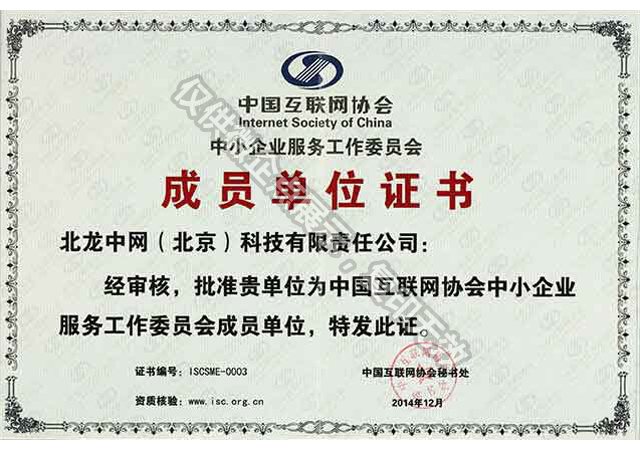 中国互联网协会
Internet Society of China
中小企业服务工作委员会
成员单位证书
北龙中网（北京）科技有限责任公司：
经审核，批准贵单位为中国互联网协会中小企业
服务工作委员会成员单位，特发此证。
证书编号：ISCSME-0003
中国互联网协会秘书处
资质核验：www.isc.org.cn
2014年12月